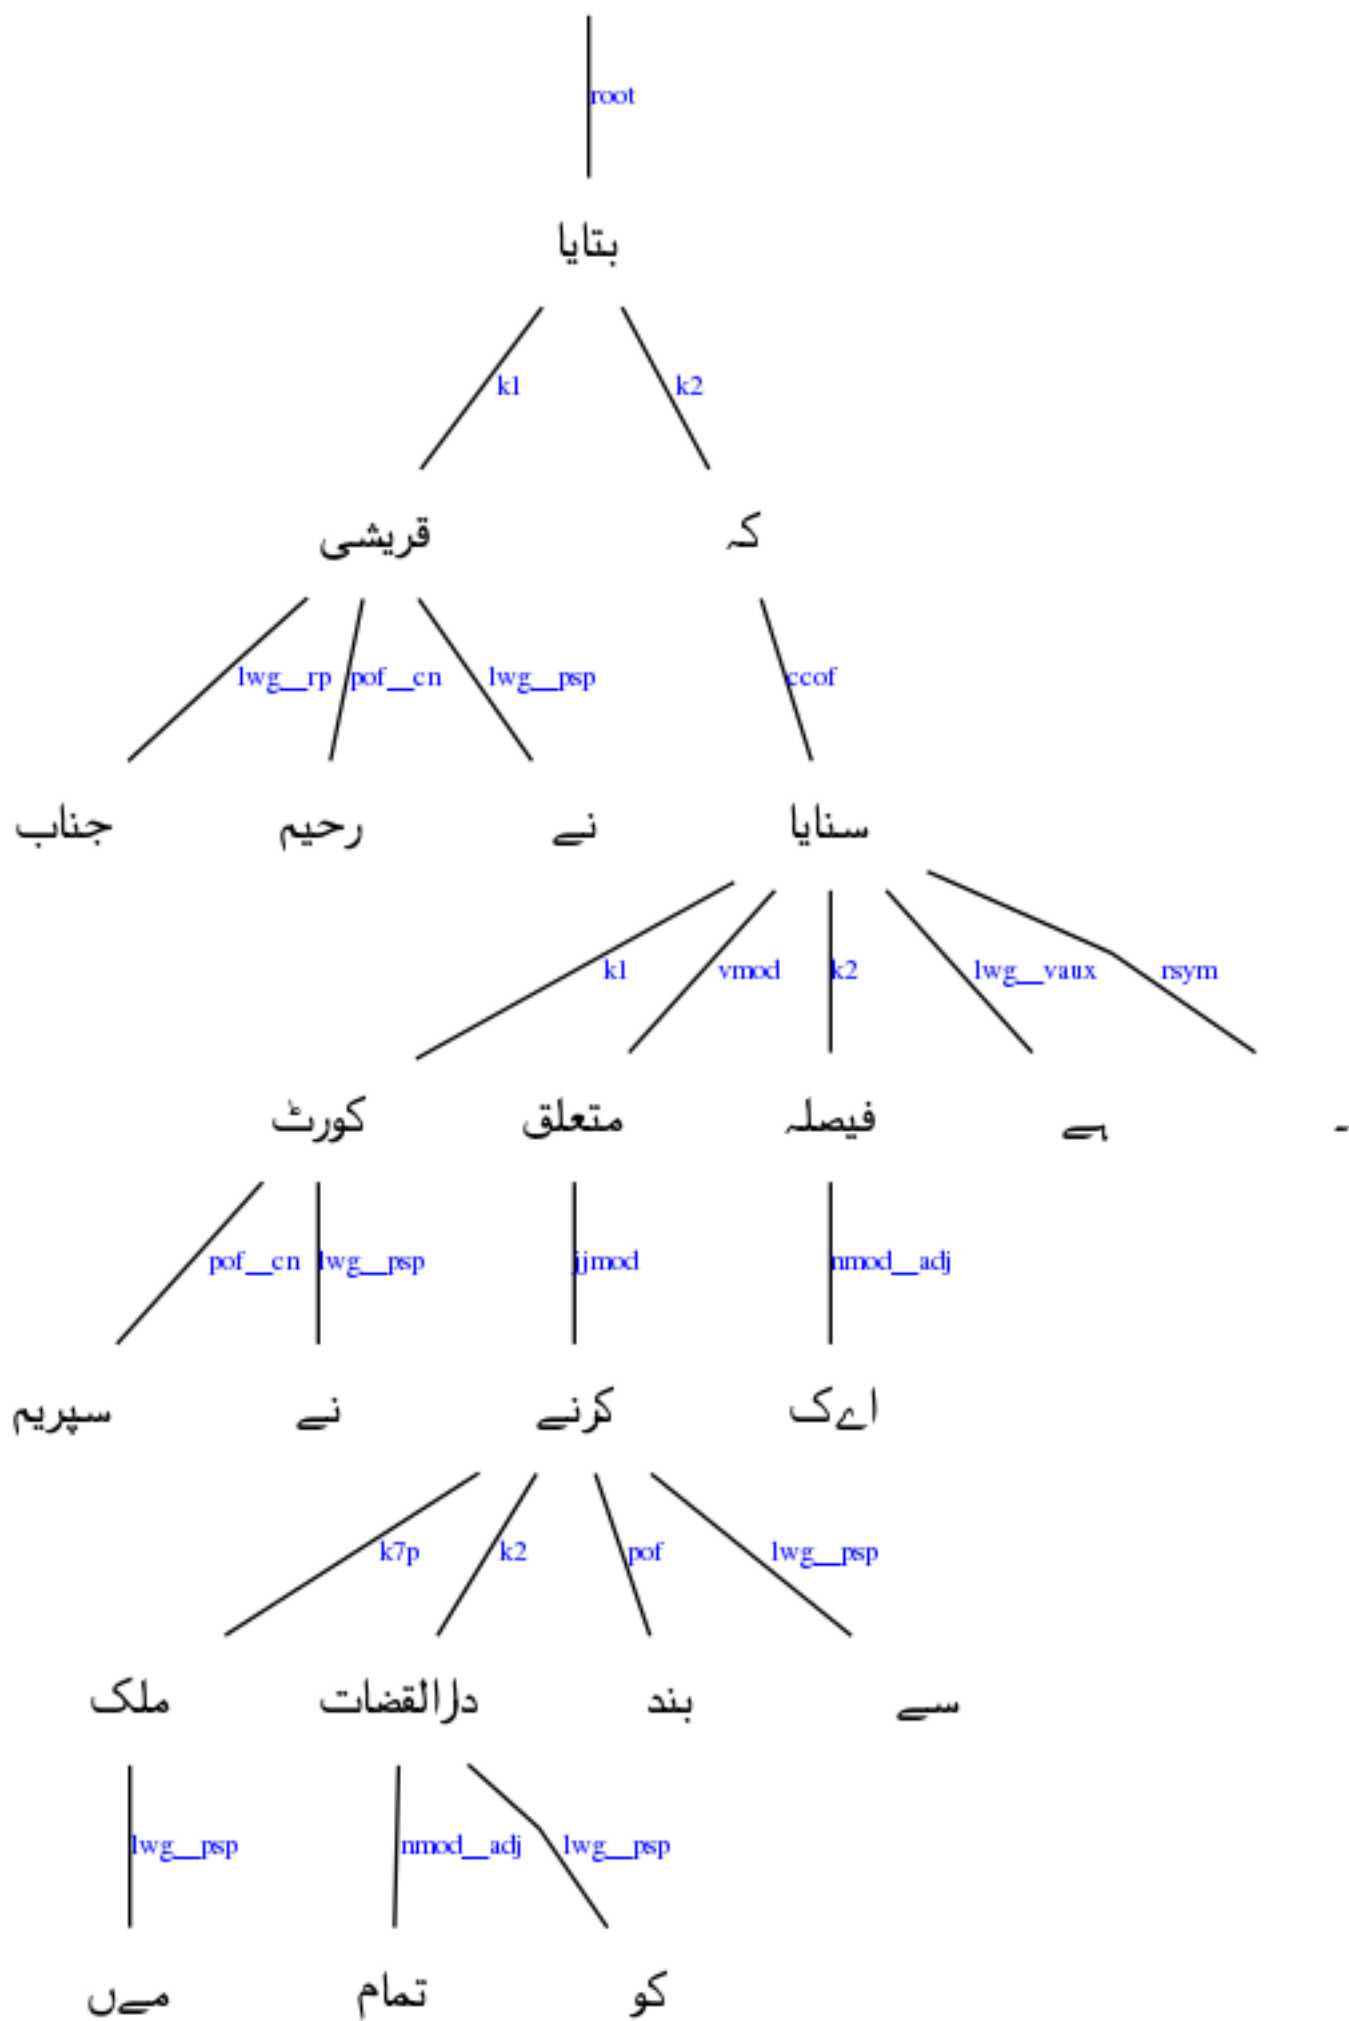 root
بتایا
k1 k2
قریشی کہ
lwg__rp pof__cn lwg__psp ccof
جناب رحیم نے سنایا
k1 vmod k2 lwg__vaux rsym
کورٹ متعلق فیصلہ ہے ۔
pof__cn lwg__psp jjmod nmod__adj
سپریم نے کرنے اےک
k7p k2 pof lwg__psp
ملک دارالقضات بند سے
lwg__psp nmod__adj lwg__psp
مےں تمام کو